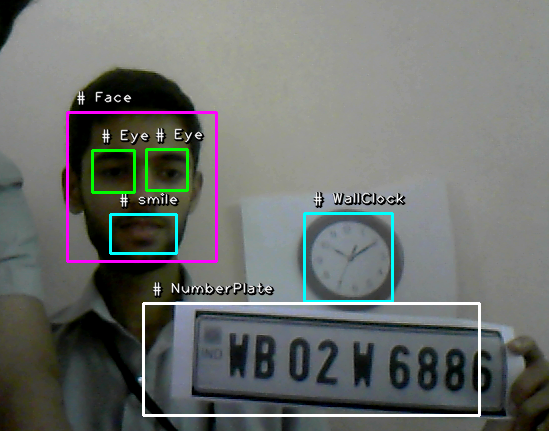 # Face
# Eye # Eye
# smile
# WallClock
# NumberPlate
IND WB 02 W 6886